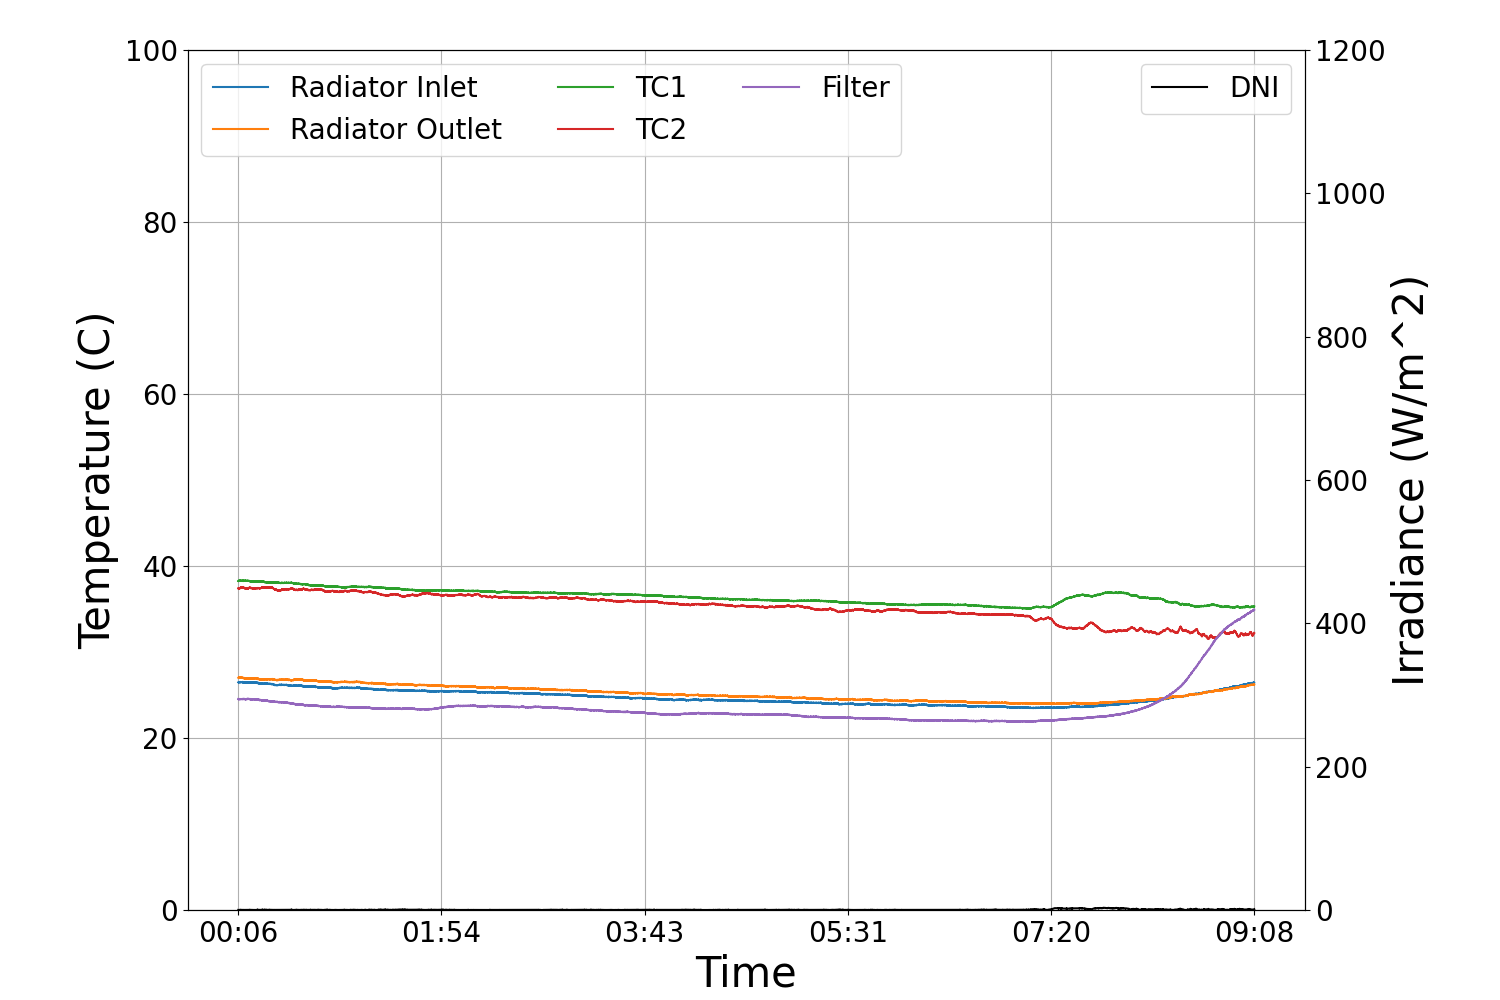 Radiator Inlet
Radiator Outlet
TC1
TC2
Filter
DNI
Temperature (C)
100
80
60
40
20
0
Irradiance (W/m^2)
1200
1000
800
600
400
200
0
00:06 01:54 03:43 05:31 07:20 09:08
Time